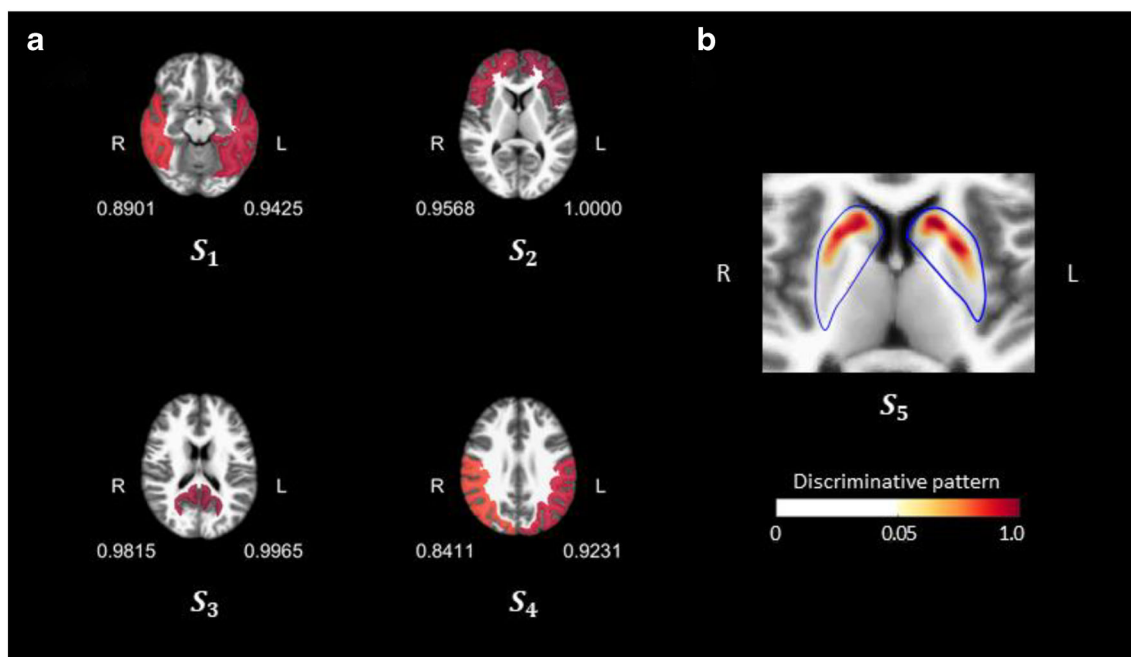 a
b
R L
0.8901 0.9425
S1
R L
0.9568 1.0000
S2
R L
0.9815 0.9965
S3
R L
0.8411 0.9231
S4
R L
S5
Discriminative pattern
0 0.05 1.0